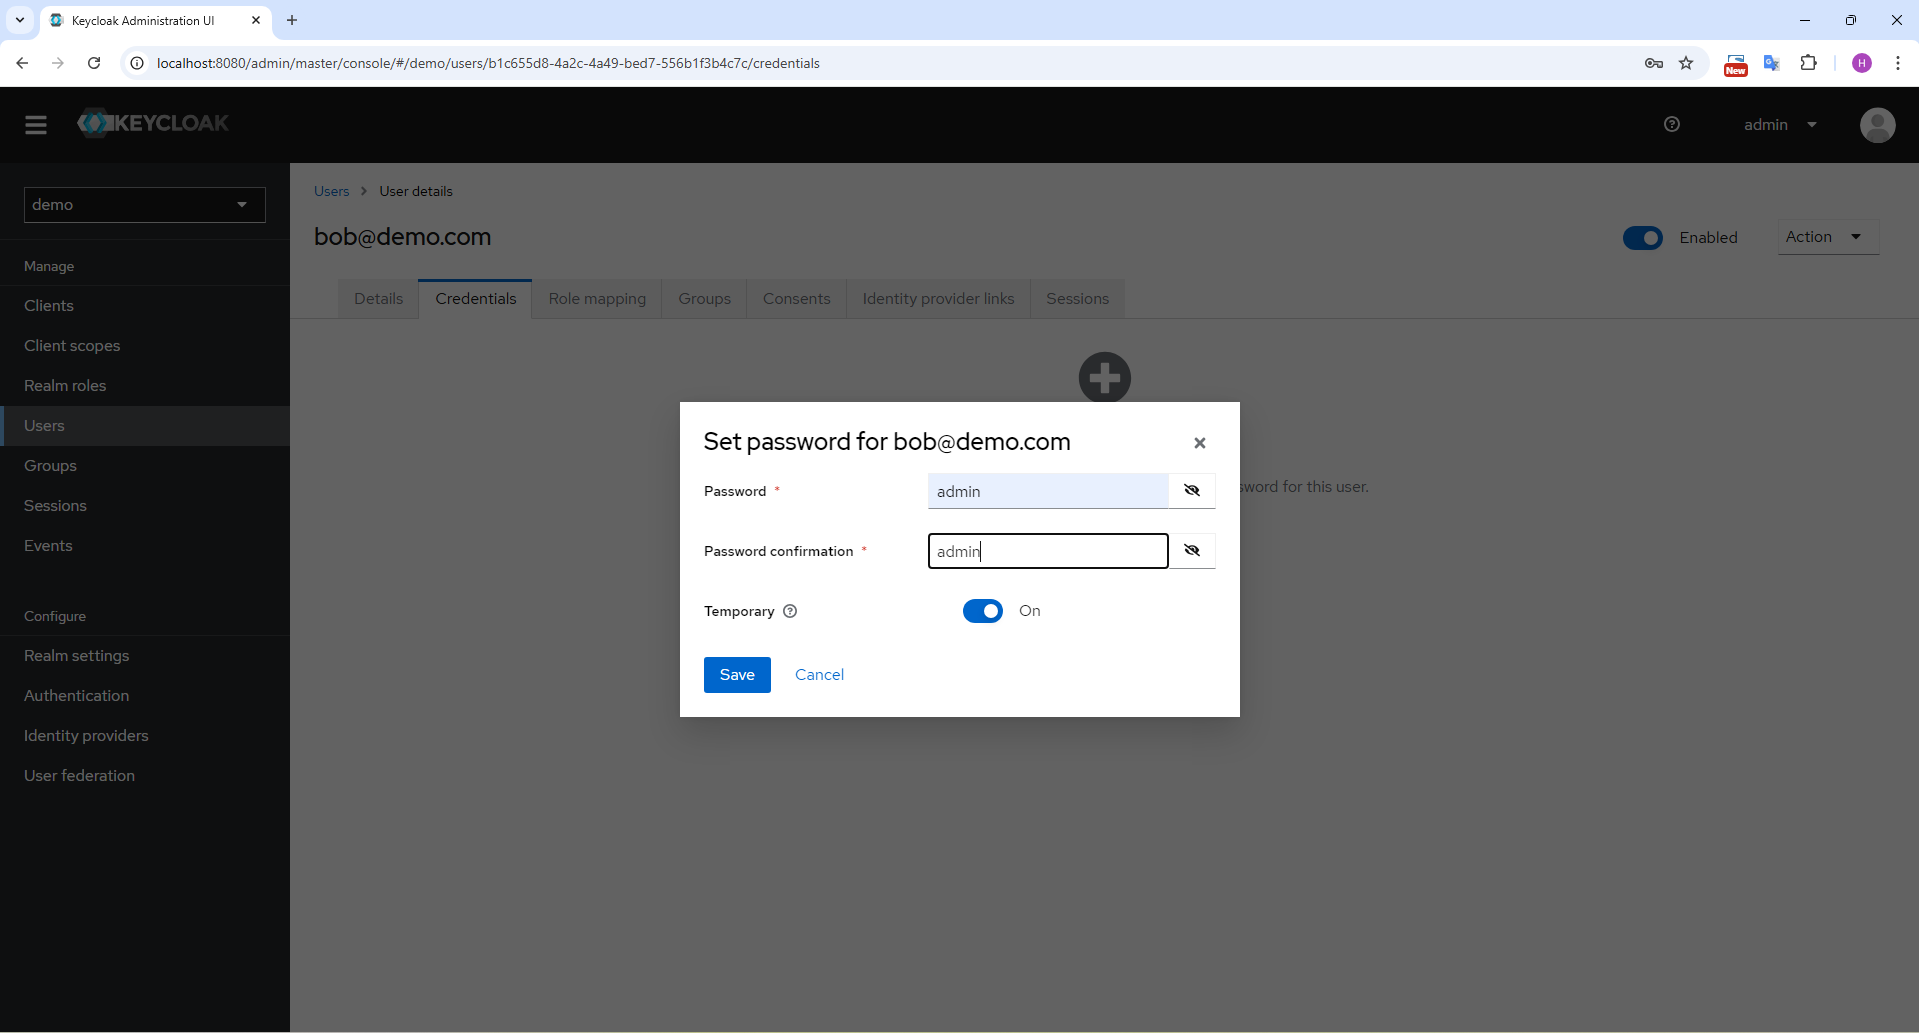 Keycloak Administration UI
localhost:8080/admin/master/console/#/demo/users/b1c655d8-4a2c-4a49-bed7-556b1f3b4c7c/credentials
New
G
H
KEYCLOAK
admin
demo
Manage
Clients
Client scopes
Realm roles
Users
Groups
Sessions
Events
Configure
Realm settings
Authentication
Identity providers
User federation
Users
User details
bob@demo.com
Enabled
Action
Details
Credentials
Role mapping
Groups
Consents
Identity provider links
Sessions
for this user.
Set password for bob@demo.com
Password *
admin
Password confirmation *
admin
Temporary
On
Save
Cancel